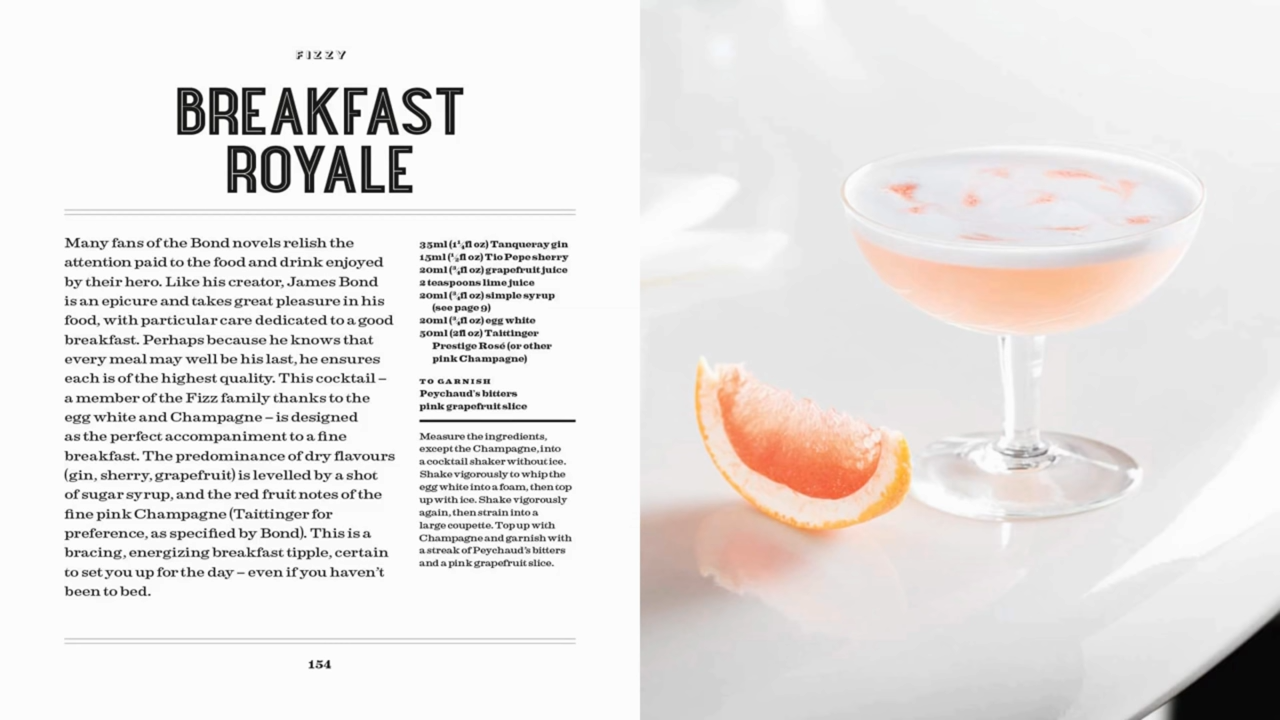 FIZZY
BREAKFAST
ROYALE
Many fans of the Bond novels relish the
attention paid to the food and drink enjoyed
by their hero. Like his creator, James Bond
is an epicure and takes great pleasure in his
food, with particular care dedicated to a good
breakfast. Perhaps because he knows that
every meal may well be his last, he ensures
each is of the highest quality. This cocktail –
a member of the Fizz family thanks to the
egg white and Champagne – is designed
as the perfect accompaniment to a fine
breakfast. The predominance of dry flavours
(gin, sherry, grapefruit) is levelled by a shot
of sugar syrup, and the red fruit notes of the
fine pink Champagne (Taittinger for
preference, as specified by Bond). This is a
bracing, energizing breakfast tipple, certain
to set you up for the day – even if you haven't
been to bed.
35ml (1¼fl oz) Tanqueray gin
15ml (½fl oz) Tio Pepe sherry
20ml (¾fl oz) grapefruit juice
2 teaspoons lime juice
20ml (¾fl oz) simple syrup
(see page 9)
20ml (¾fl oz) egg white
50ml (2fl oz) Taittinger
Prestige Rosé (or other
pink Champagne)
TO GARNISH
Peychaud's bitters
pink grapefruit slice
Measure the ingredients,
except the Champagne, into
a cocktail shaker without ice.
Shake vigorously to whip the
egg white into a foam, then top
up with ice. Shake vigorously
again, then strain into a
large coupette. Top up with
Champagne and garnish with
a streak of Peychaud's bitters
and a pink grapefruit slice.
154